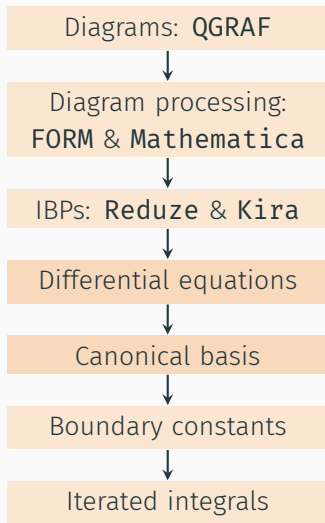 Diagrams: QGRAF
Diagram processing:
FORM & Mathematica
IBPs: Reduze & Kira
Differential equations
Canonical basis
Boundary constants
Iterated integrals